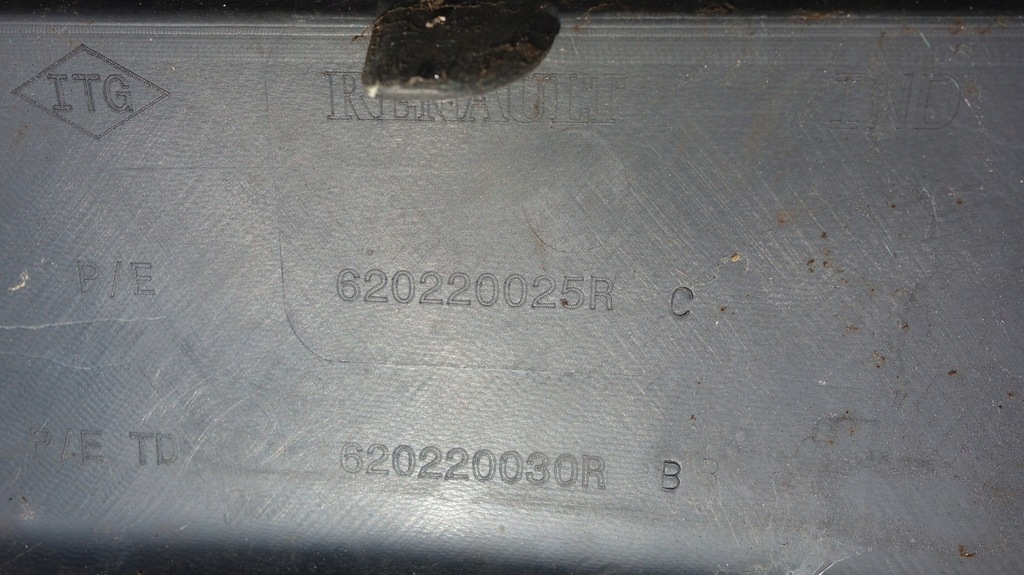 ITG RENAULT IND
P/E 620220025R C
P/E TD 620220030R B